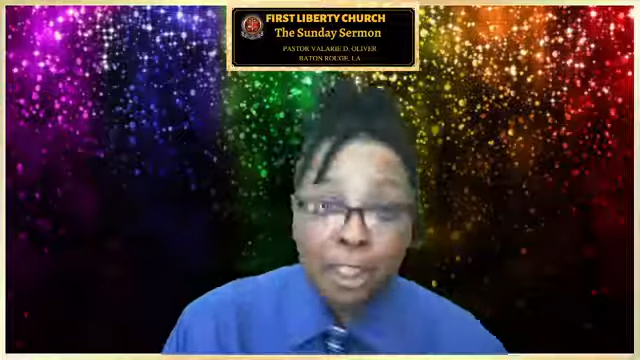 FIRST LIBERTY CHURCH
The Sunday Sermon
PASTOR VALARIE D. OLIVER
BATON ROUGE, LA